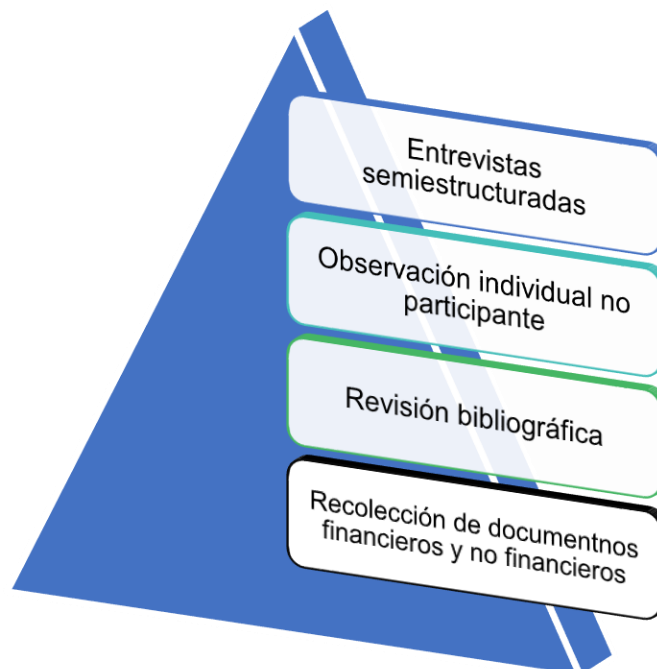 Entrevistas
semiestructuradas
Observación individual no
participante
Revisión bibliográfica
Recolección de documentnos
financieros y no financieros